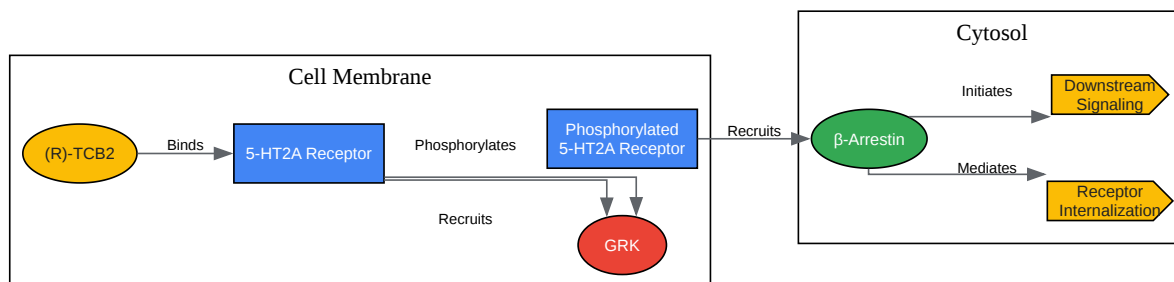 Cytosol
Cell Membrane
Downstream
Signaling
Initiates
(R)-TCB2
Binds
5-HT2A Receptor
Phosphorylates
Phosphorylated
5-HT2A Receptor
Recruits
β-Arrestin
Mediates
Receptor
Internalization
Recruits
GRK